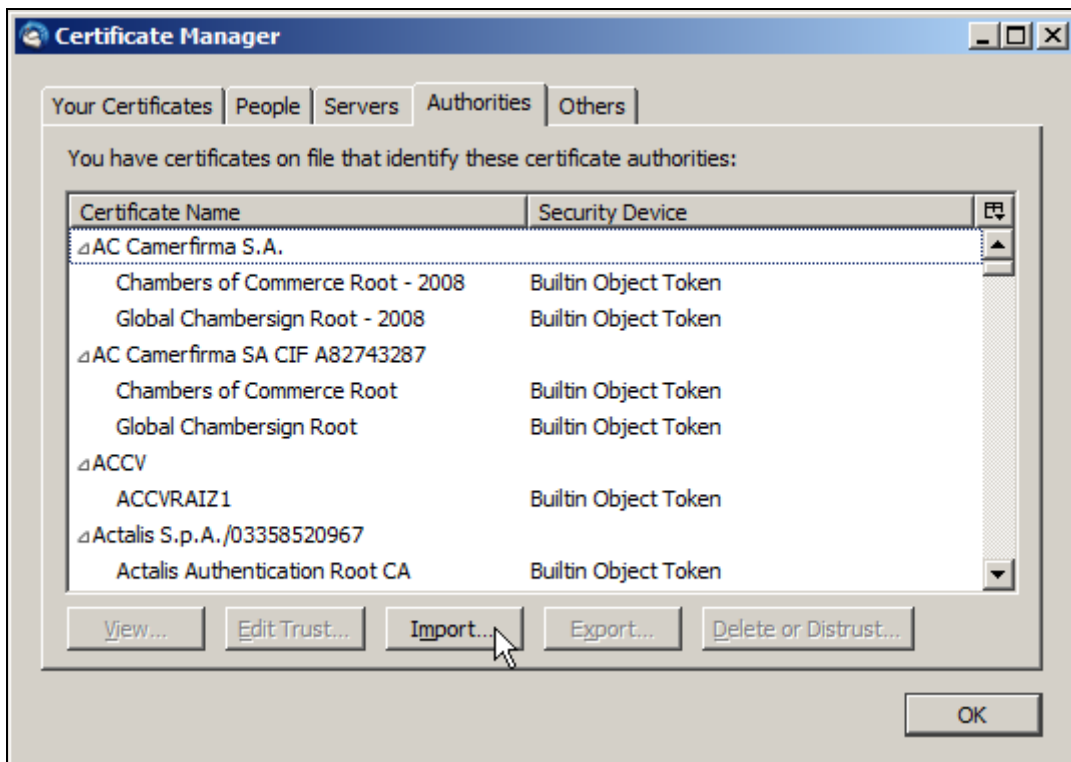 Certificate Manager
Your Certificates People Servers Authorities Others
You have certificates on file that identify these certificate authorities:
Certificate Name Security Device
AC Camerfirma S.A.
Chambers of Commerce Root - 2008 Builtin Object Token
Global Chambersign Root - 2008 Builtin Object Token
AC Camerfirma SA CIF A82743287
Chambers of Commerce Root Builtin Object Token
Global Chambersign Root Builtin Object Token
ACCV
ACCVRAIZ1 Builtin Object Token
Actalis S.p.A./03358520967
Actalis Authentication Root CA Builtin Object Token
View... Edit Trust... Import... Export... Delete or Distrust...
OK